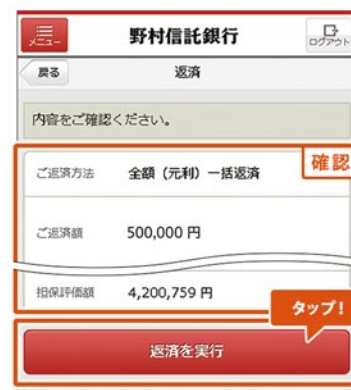 メニュー
野村信託銀行
ログアウト
戻る
返済
内容をご確認ください。
確認
ご返済方法 全額（元利）一括返済
ご返済額 500,000 円
担保評価額 4,200,759 円
タップ！
返済を実行